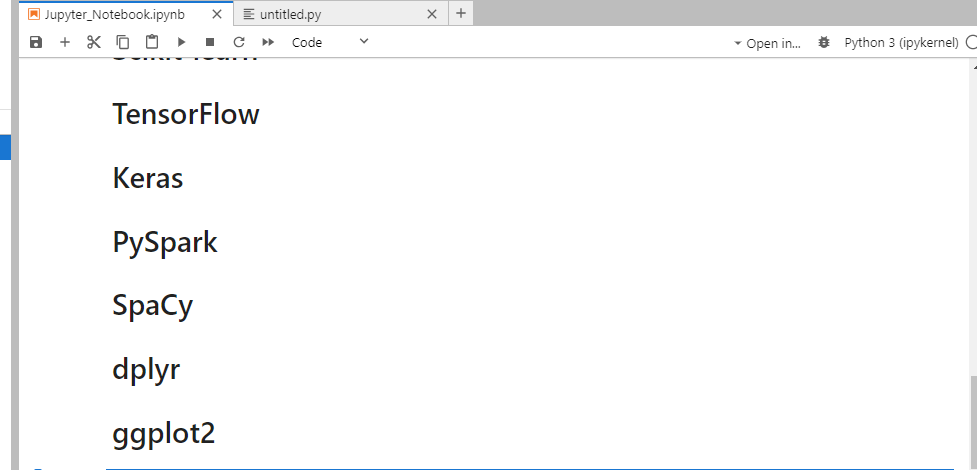 Jupyter_Notebook.ipynb
untitled.py
Code
Open in...
Python 3 (ipykernel)
TensorFlow
Keras
PySpark
SpaCy
dplyr
ggplot2